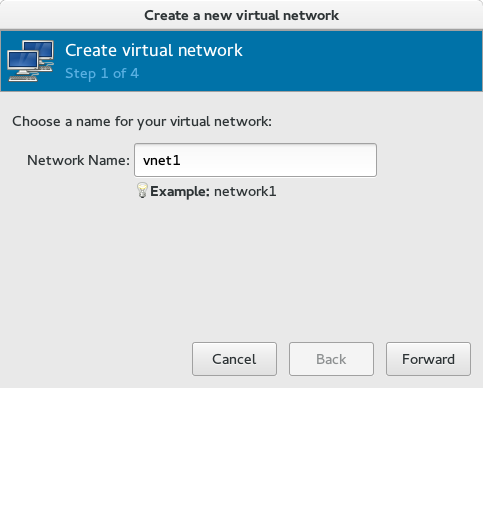 Create a new virtual network
Create virtual network
Step 1 of 4
Choose a name for your virtual network:
Network Name: vnet1
Example: network1
Cancel Back Forward